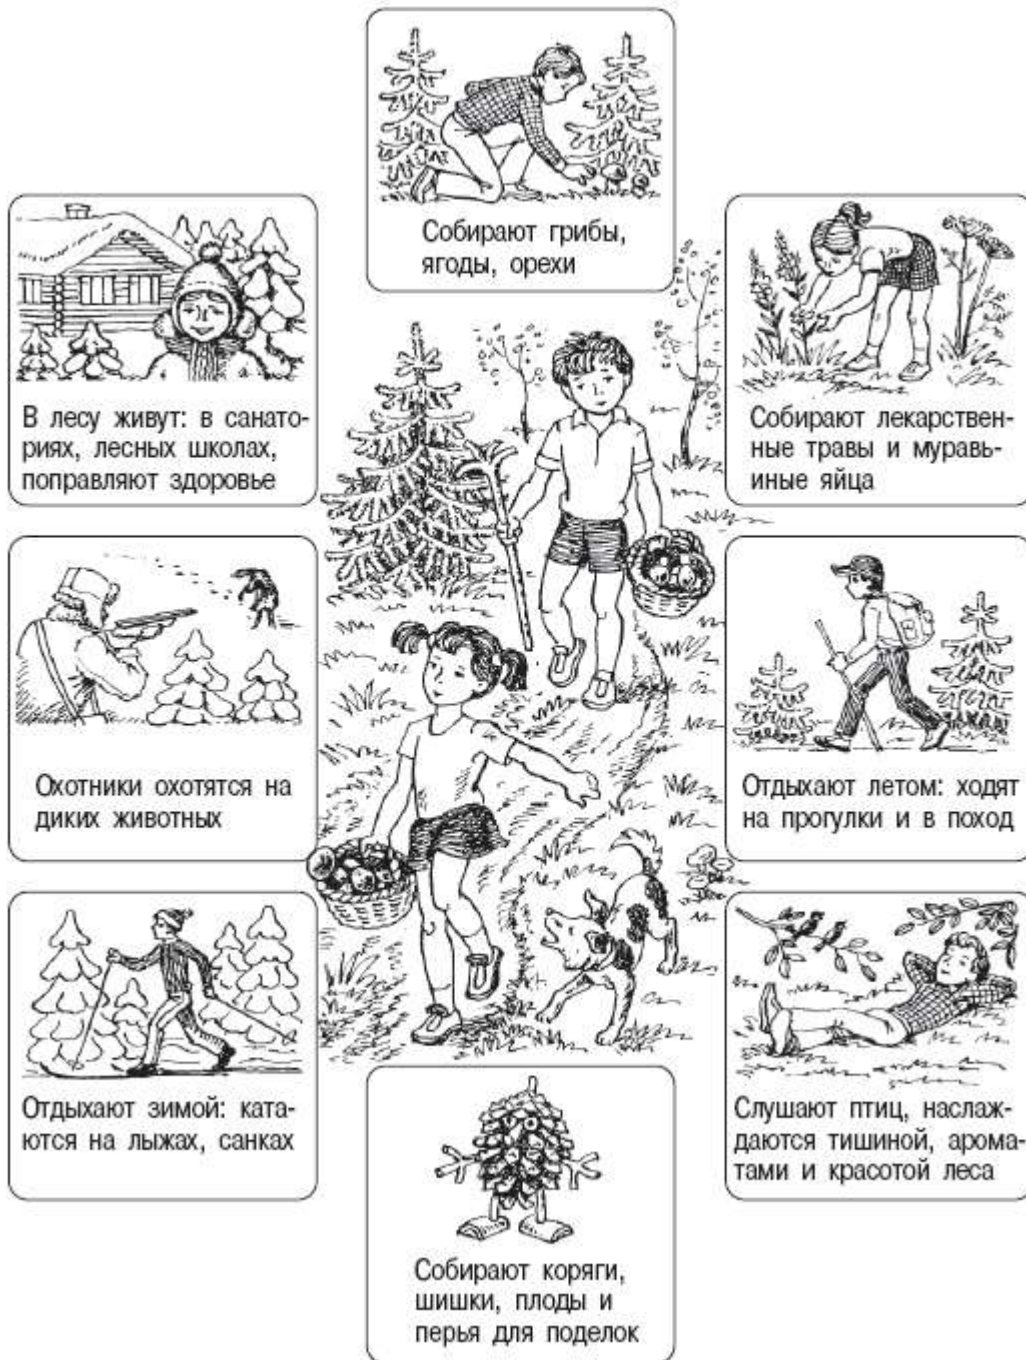 Собирают грибы,
ягоды, орехи
В лесу живут: в санато-
риях, лесных школах,
поправляют здоровье
Собирают лекарствен-
ные травы и муравь-
иные яйца
Охотники охотятся на
диких животных
Отдыхают летом: ходят
на прогулки и в поход
Отдыхают зимой: ката-
ются на лыжах, санках
Слушают птиц, наслаж-
даются тишиной, арома-
тами и красотой леса
Собирают коряги,
шишки, плоды и
перья для поделок